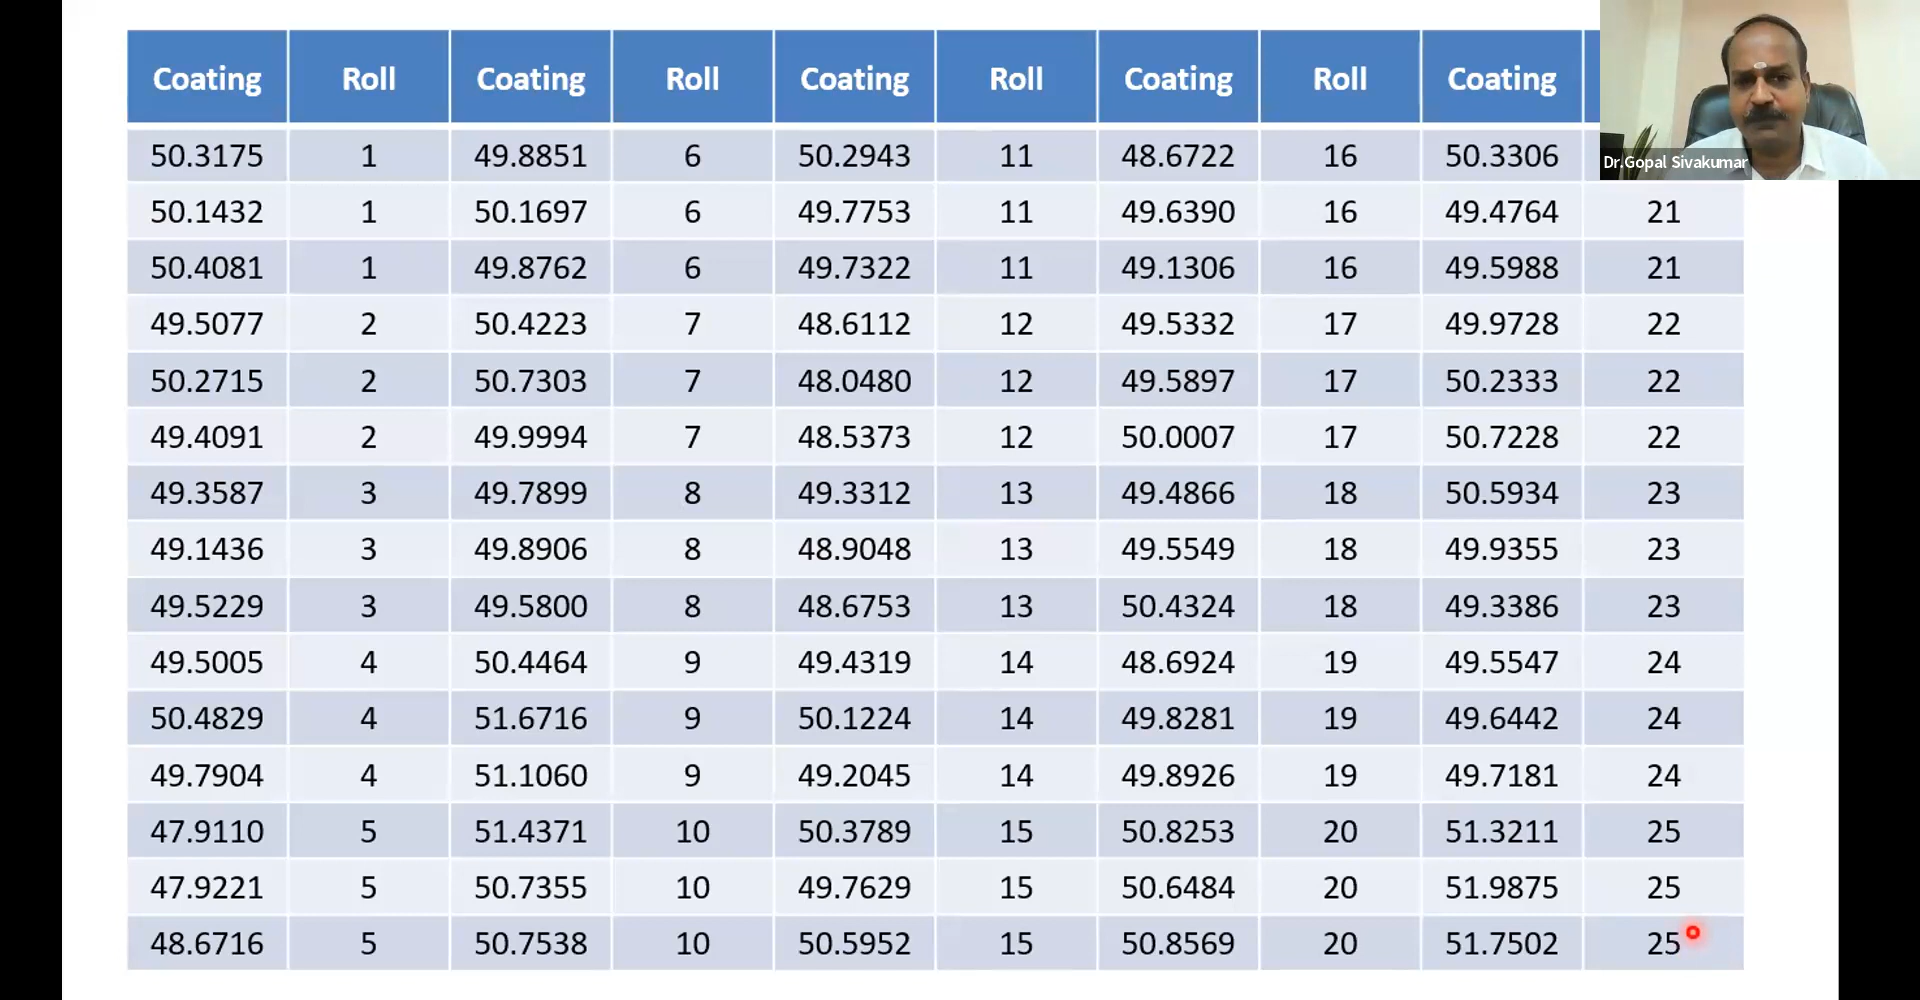 Coating Roll Coating Roll Coating Roll Coating Roll Coating
50.3175 1 49.8851 6 50.2943 11 48.6722 16 50.3306
50.1432 1 50.1697 6 49.7753 11 49.6390 16 49.4764 21
50.4081 1 49.8762 6 49.7322 11 49.1306 16 49.5988 21
49.5077 2 50.4223 7 48.6112 12 49.5332 17 49.9728 22
50.2715 2 50.7303 7 48.0480 12 49.5897 17 50.2333 22
49.4091 2 49.9994 7 48.5373 12 50.0007 17 50.7228 22
49.3587 3 49.7899 8 49.3312 13 49.4866 18 50.5934 23
49.1436 3 49.8906 8 48.9048 13 49.5549 18 49.9355 23
49.5229 3 49.5800 8 48.6753 13 50.4324 18 49.3386 23
49.5005 4 50.4464 9 49.4319 14 48.6924 19 49.5547 24
50.4829 4 51.6716 9 50.1224 14 49.8281 19 49.6442 24
49.7904 4 51.1060 9 49.2045 14 49.8926 19 49.7181 24
47.9110 5 51.4371 10 50.3789 15 50.8253 20 51.3211 25
47.9221 5 50.7355 10 49.7629 15 50.6484 20 51.9875 25
48.6716 5 50.7538 10 50.5952 15 50.8569 20 51.7502 25
Dr.Gopal Sivakumar